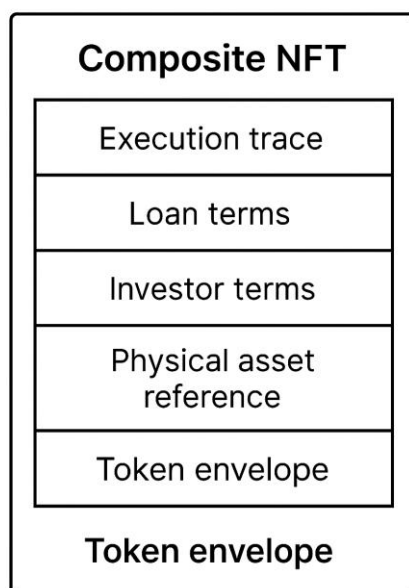 Composite NFT
Execution trace
Loan terms
Investor terms
Physical asset
reference
Token envelope
Token envelope